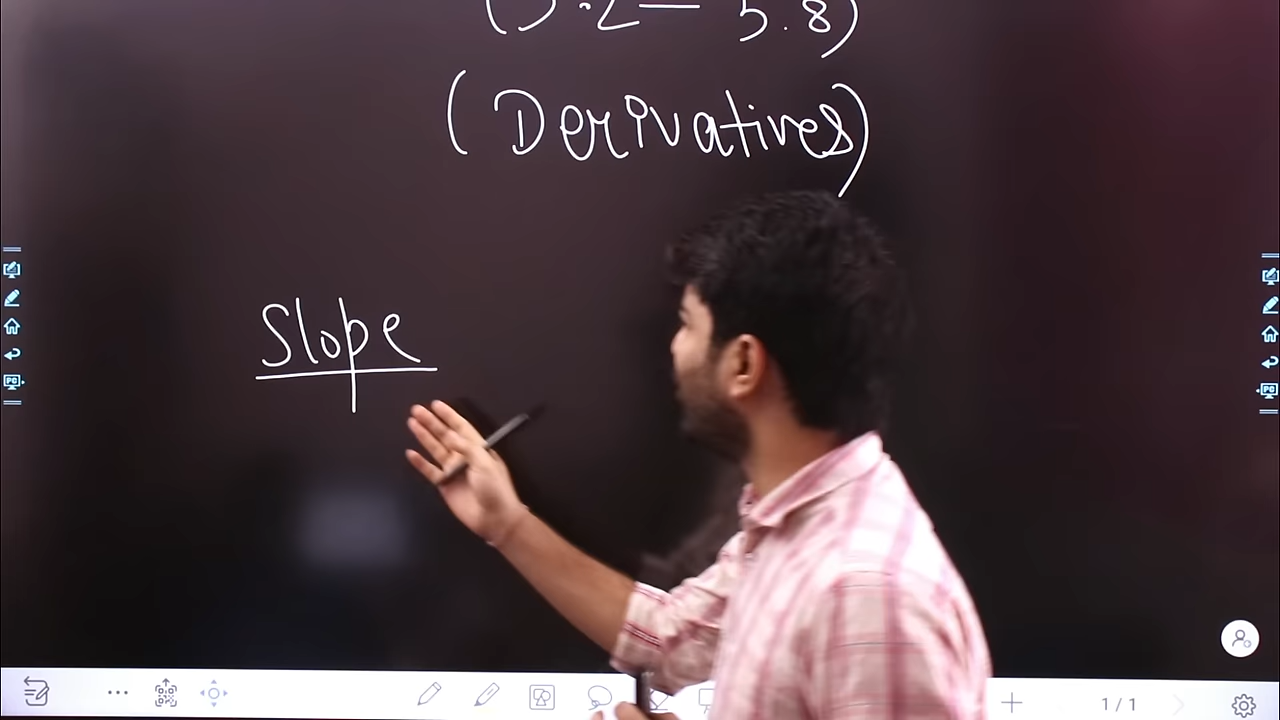 (5.2 — 5.8)
(Derivatives)
Slope
1/1